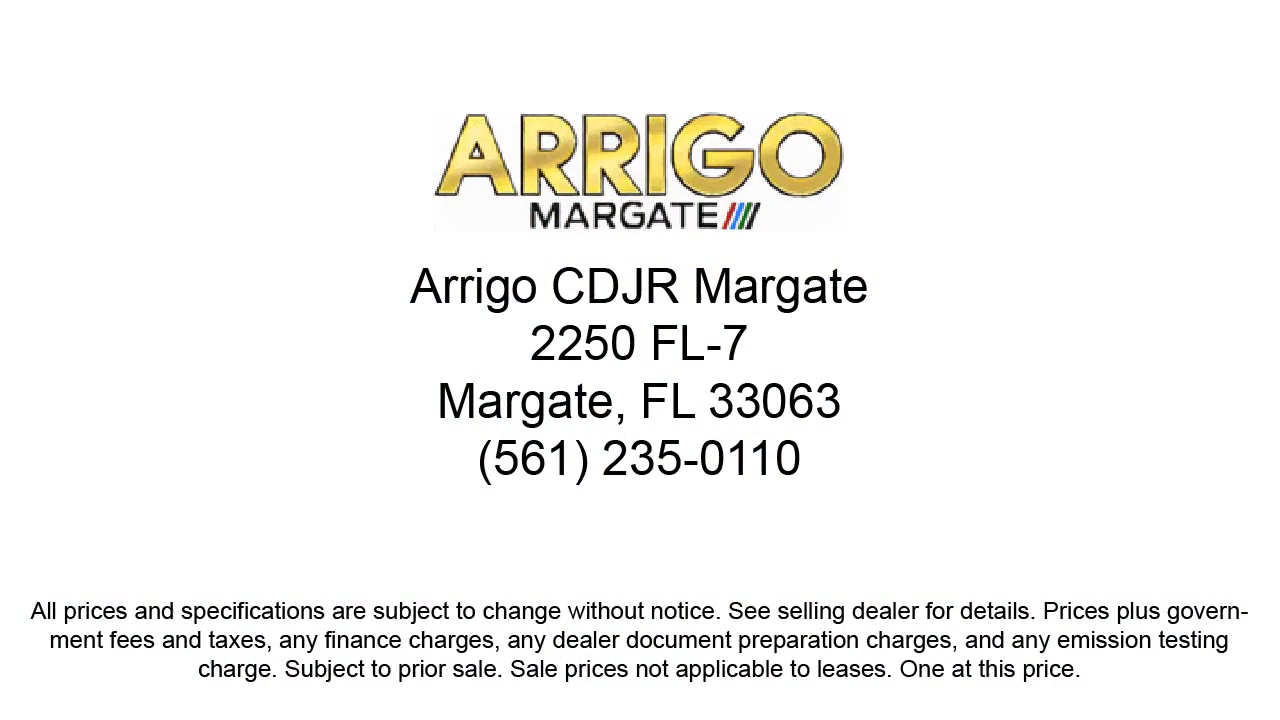 ARRIGO
MARGATE
Arrigo CDJR Margate
2250 FL-7
Margate, FL 33063
(561) 235-0110
All prices and specifications are subject to change without notice. See selling dealer for details. Prices plus govern-
ment fees and taxes, any finance charges, any dealer document preparation charges, and any emission testing
charge. Subject to prior sale. Sale prices not applicable to leases. One at this price.